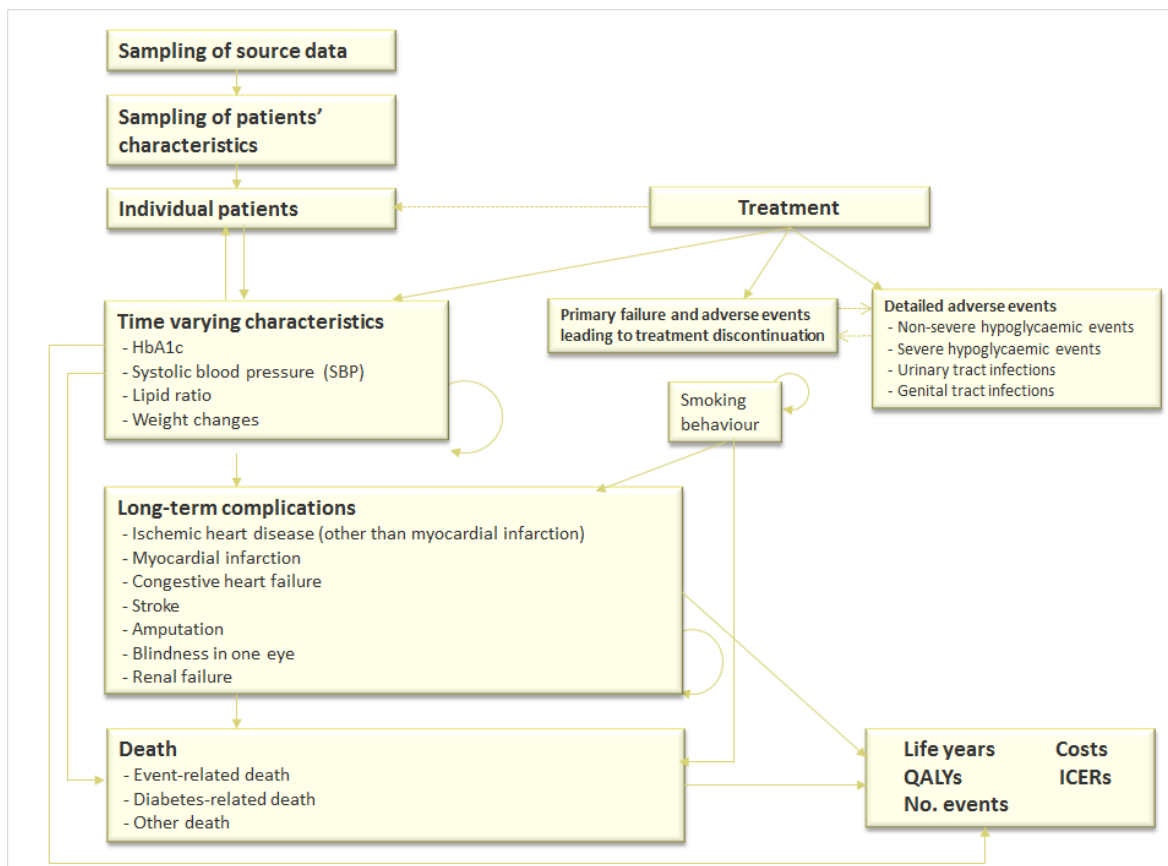 Sampling of source data
Sampling of patients’
characteristics
Individual patients
Treatment
Time varying characteristics
- HbA1c
- Systolic blood pressure (SBP)
- Lipid ratio
- Weight changes
Primary failure and adverse events
leading to treatment discontinuation
Detailed adverse events
- Non-severe hypoglycaemic events
- Severe hypoglycaemic events
- Urinary tract infections
- Genital tract infections
Smoking
behaviour
Long-term complications
- Ischemic heart disease (other than myocardial infarction)
- Myocardial infarction
- Congestive heart failure
- Stroke
- Amputation
- Blindness in one eye
- Renal failure
Death
- Event-related death
- Diabetes-related death
- Other death
Life years Costs
QALYs ICERs
No. events